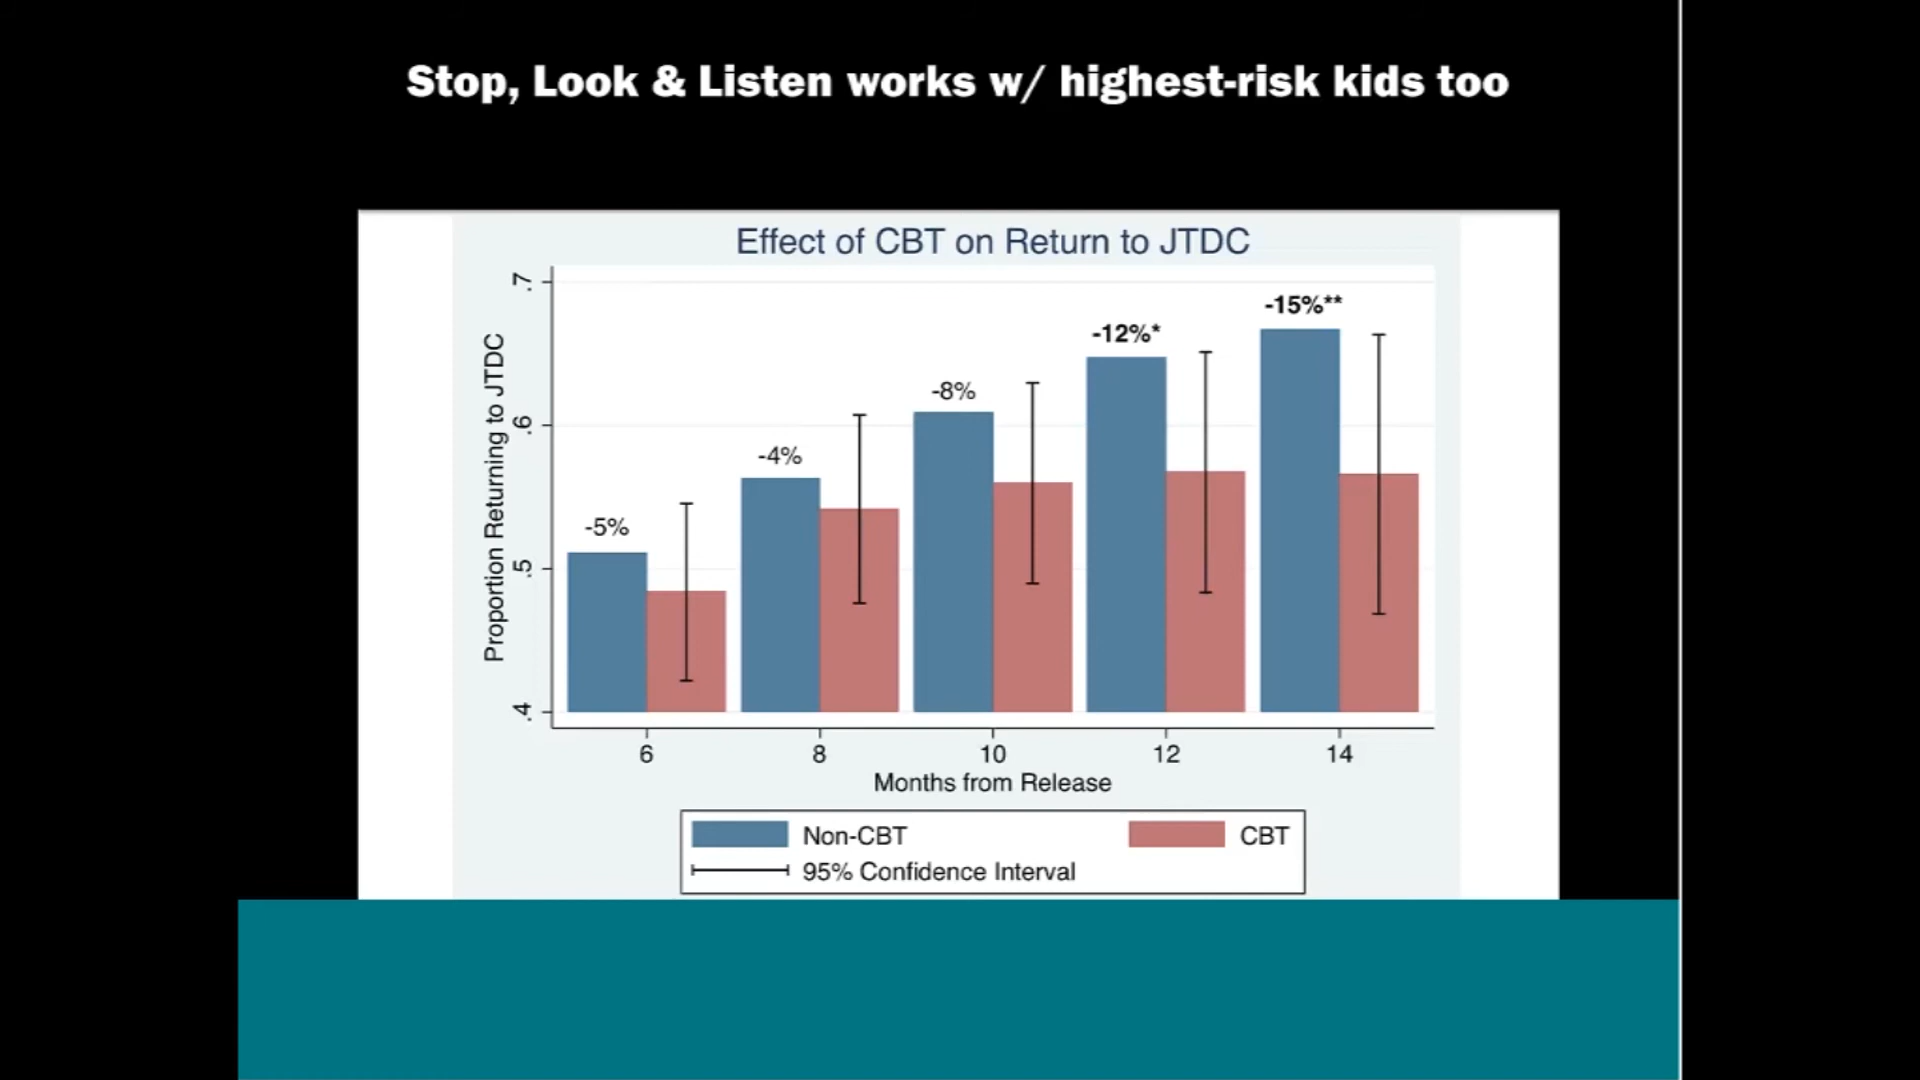 Stop, Look & Listen works w/ highest-risk kids too
Effect of CBT on Return to JTDC
Proportion Returning to JTDC
.7
.6
.5
.4
-5%
-4%
-8%
-12%*
-15%**
6
8
10
12
14
Months from Release
Non-CBT
CBT
95% Confidence Interval